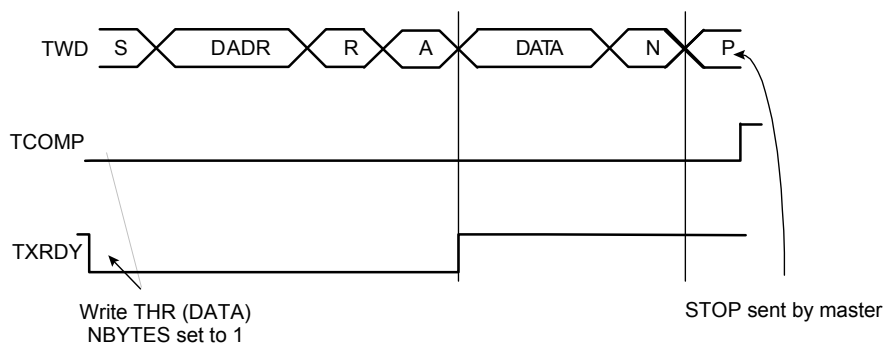 TWD S DADR R A DATA N P
TCOMP
TXRDY
Write THR (DATA)
NBYTES set to 1
STOP sent by master